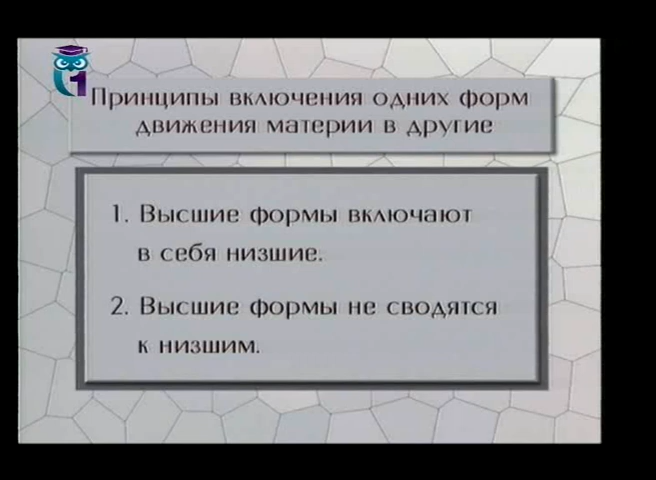 1
Принципы включения одних форм
движения материи в другие
1. Высшие формы включают
в себя низшие.
2. Высшие формы не сводятся
к низшим.